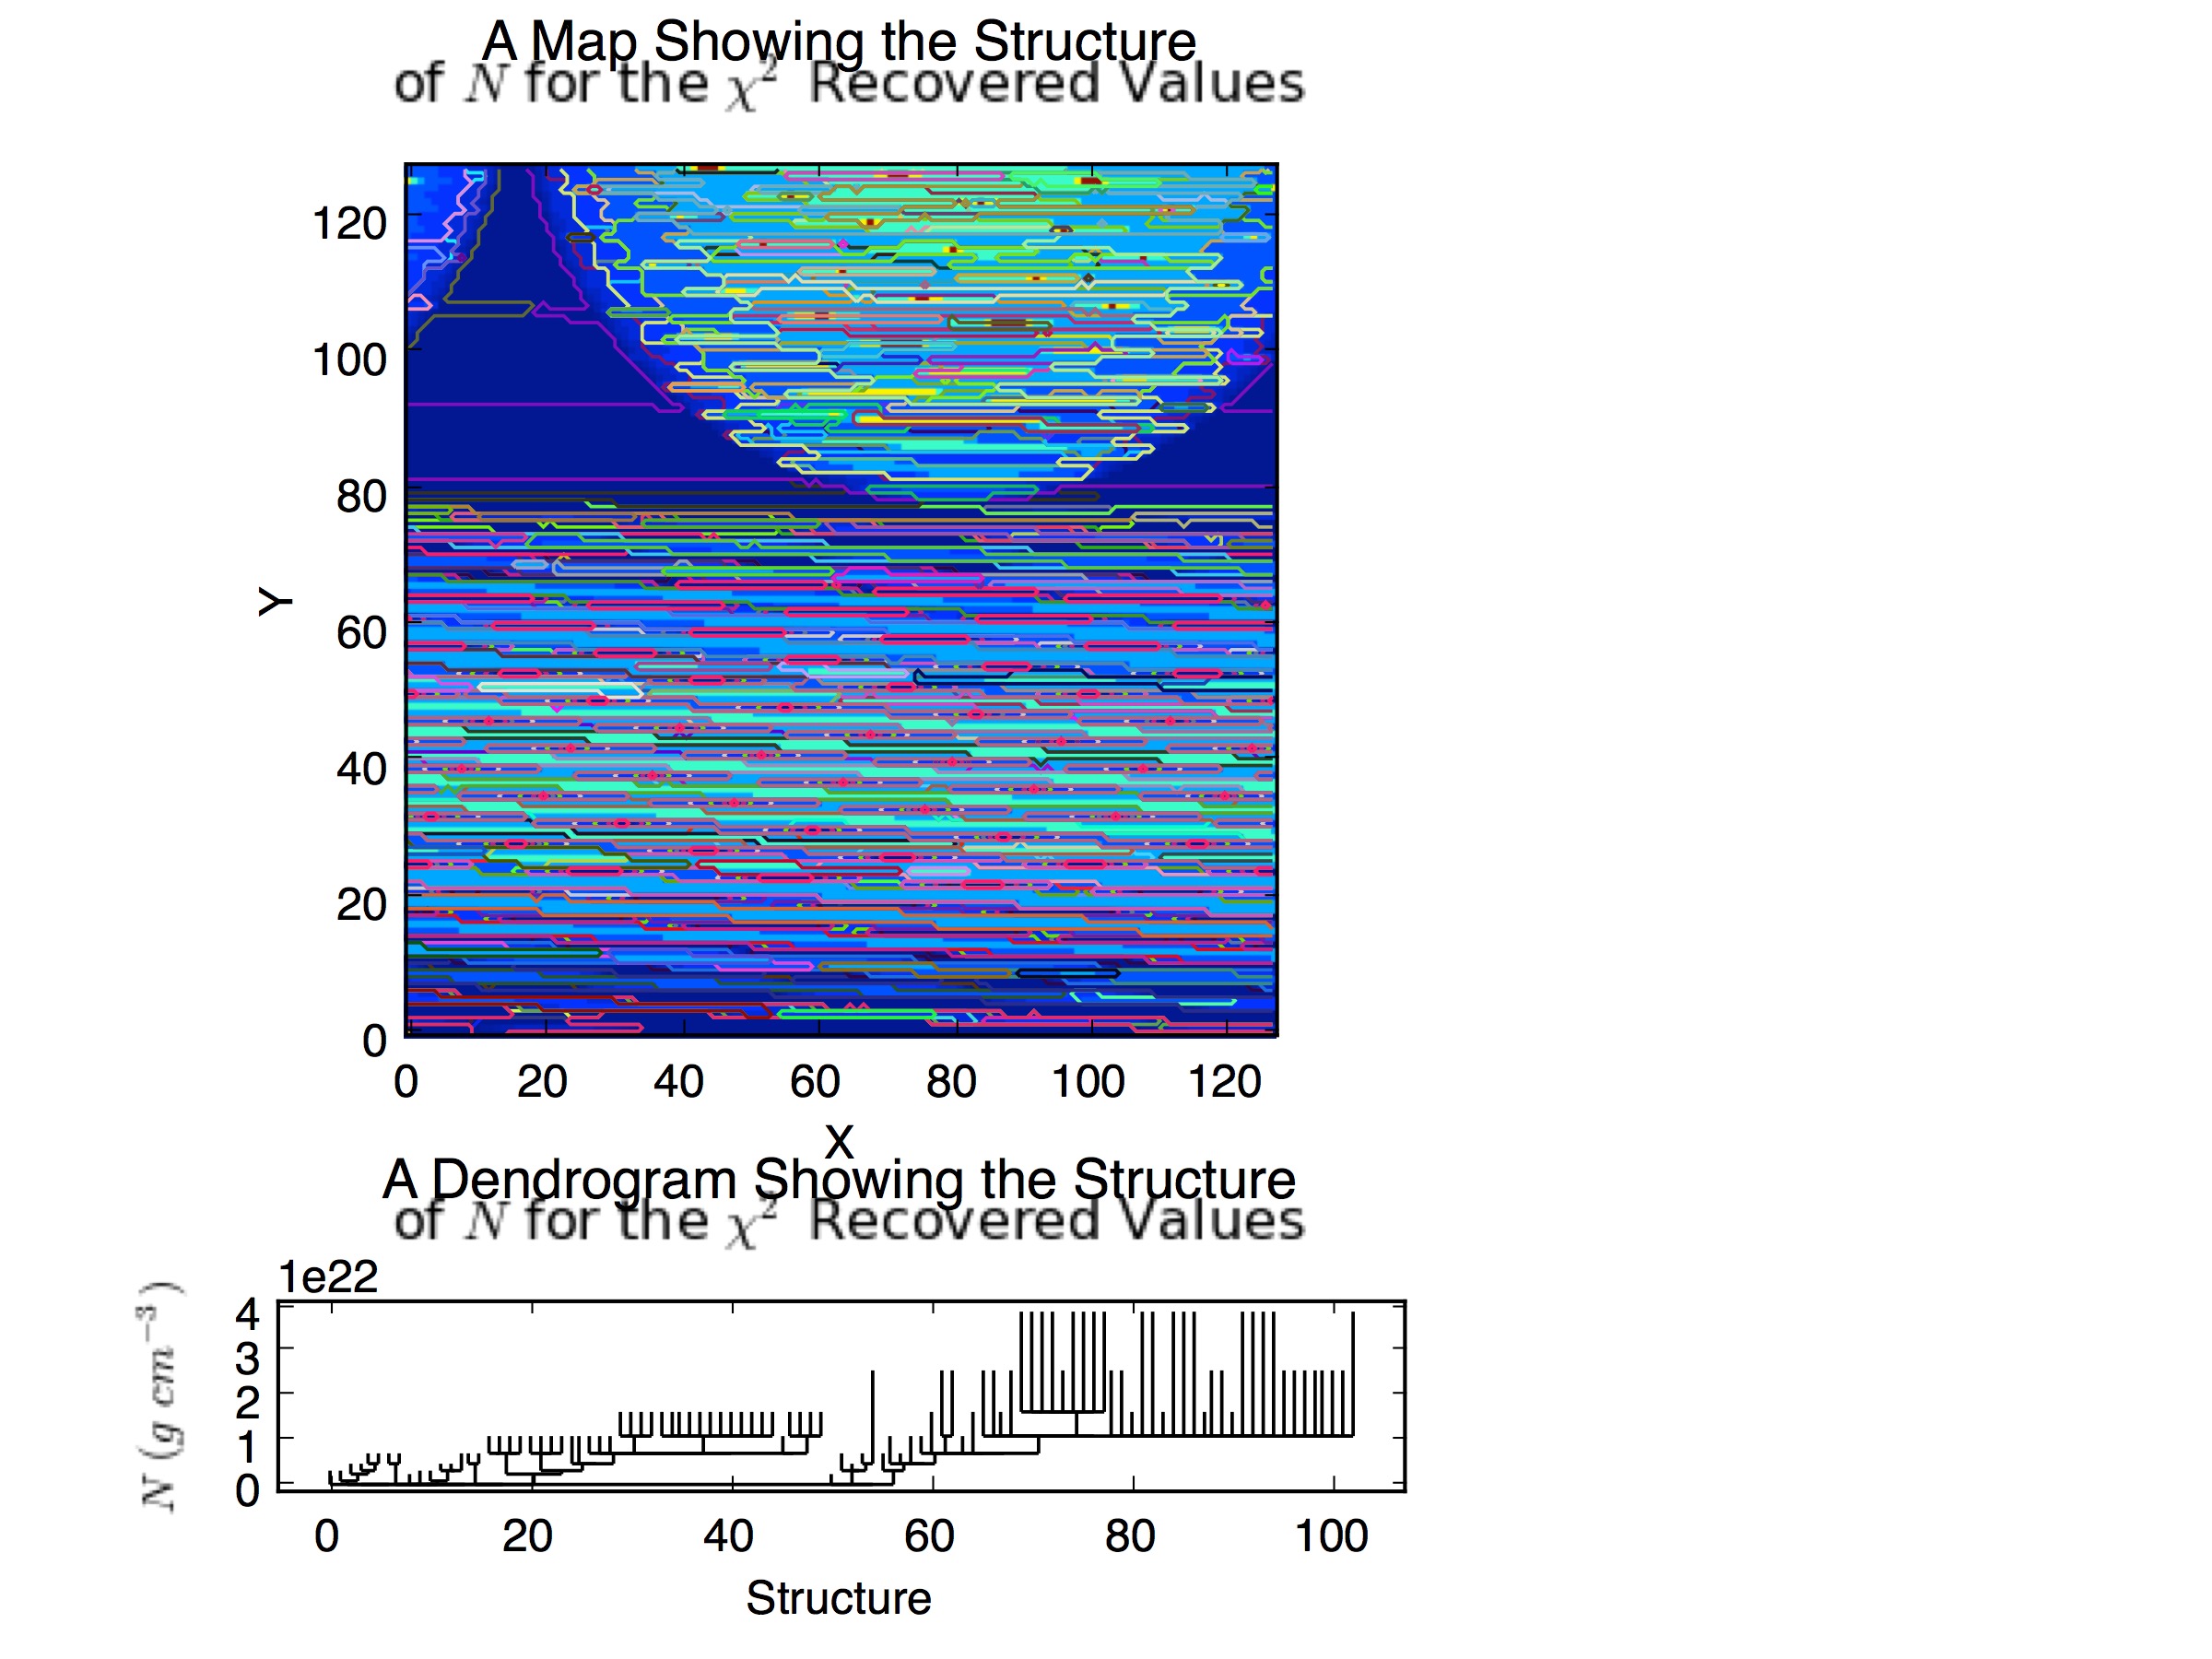 A Map Showing the Structure
of N for the χ² Recovered Values
120
100
80
60
40
20
0
Y
0 20 40 60 80 100 120
X
A Dendrogram Showing the Structure
of N for the χ² Recovered Values
1e22
4
3
2
1
0
N (g cm⁻³)
0 20 40 60 80 100
Structure